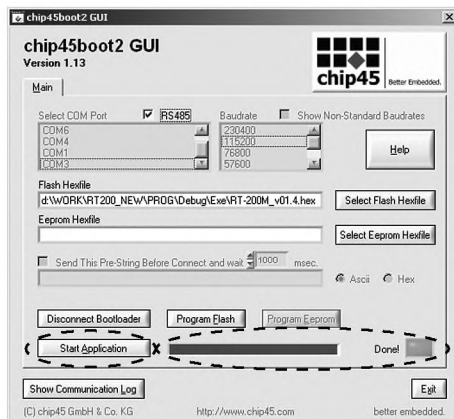 chip45boot2 GUI
chip45boot2 GUI
Version 1.13
chip45
Better Embedded.
Main
Select COM Port
RS485
Baudrate
Show Non-Standard Baudrates
COM6
COM4
COM1
COM3
230400
115200
76800
57600
Help
Flash Hexfile
d:\WORK\RT200_NEW\PROG\Debug\Exe\RT-200M_v01.4.hex
Select Flash Hexfile
Eeprom Hexfile
Select Eeprom Hexfile
Send This Pre-String Before Connect and wait
1000
msec.
Ascii
Hex
Disconnect Bootloader
Program Flash
Program Eeprom
Start Application
Done!
Show Communication Log
Exit
(C) chip45 GmbH & Co. KG
http://www.chip45.com
better embedded.